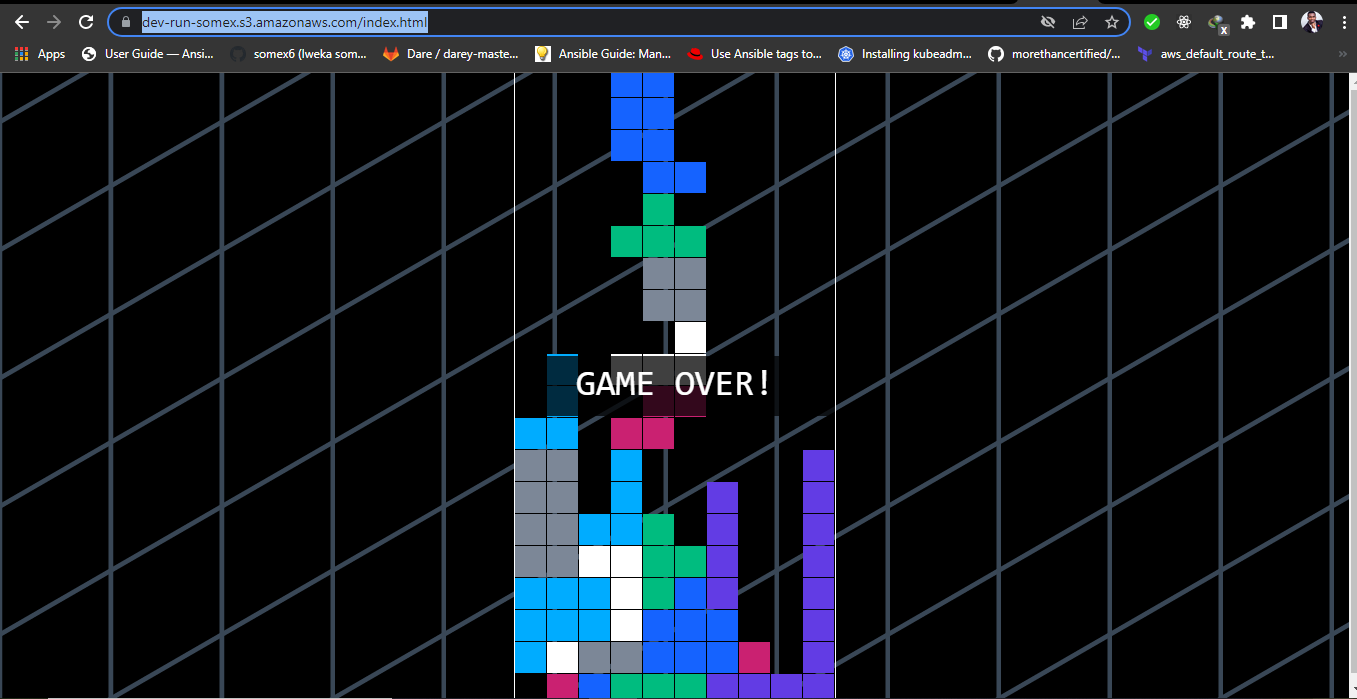 dev-run-somex.s3.amazonaws.com/index.html
Apps User Guide — Ansi... somex6 (lweka som... Dare / darey-maste... Ansible Guide: Man... Use Ansible tags to... Installing kubeadm... morethancertified/... aws_default_route_t... »
GAME OVER!